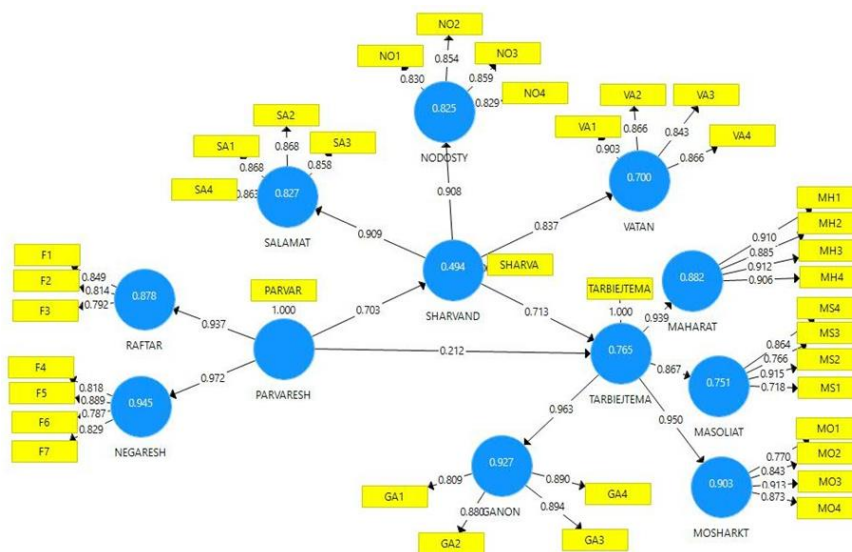 NO2
NO1
0.854
NO3
0.830
0.859
0.825
0.829
NO4
NODOSTY
SA2
SA1
0.868
SA3
0.868
0.858
SA4
0.863
0.827
SALAMAT
VA2
VA3
VA1
0.866
0.843
VA4
0.903
0.866
0.700
VATAN
0.908
0.909
0.837
MH1
MH2
MH3
MH4
0.910
0.885
0.912
0.906
0.882
MAHARAT
F1
F2
F3
0.849
0.814
0.792
0.878
RAFTAR
0.937
PARVAR
1.000
0.703
0.494
SHARVA
SHARVAND
0.713
TARBIEJTEMA
1.000
0.939
0.765
TARBIEJTEMA
0.212
PARVARESH
0.972
F4
F5
F6
F7
0.818
0.889
0.787
0.829
0.945
NEGARESH
0.867
MS4
MS3
MS2
MS1
0.864
0.766
0.915
0.718
0.751
MASOLIAT
0.950
0.963
MO1
MO2
MO3
MO4
0.770
0.843
0.913
0.873
0.903
MOSHARKT
0.927
GANON
0.809
GA1
0.880
GA2
0.894
GA3
0.890
GA4